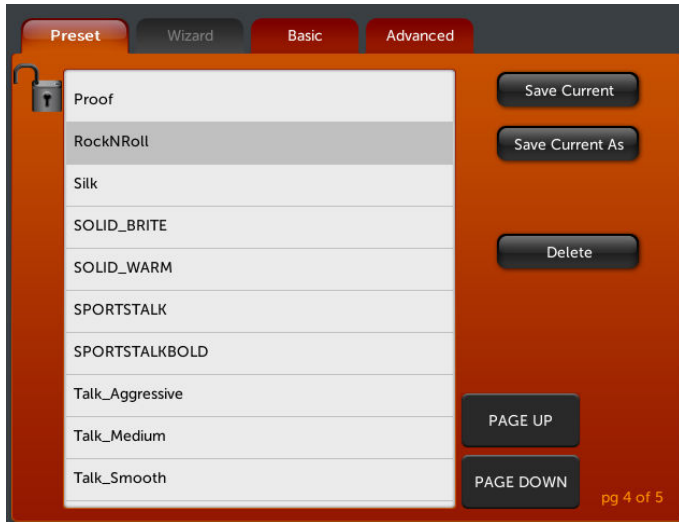 Preset
Wizard
Basic
Advanced
Proof
RockNRoll
Silk
SOLID_BRITE
SOLID_WARM
SPORTSTALK
SPORTSTALKBOLD
Talk_Aggressive
Talk_Medium
Talk_Smooth
Save Current
Save Current As
Delete
PAGE UP
PAGE DOWN
pg 4 of 5